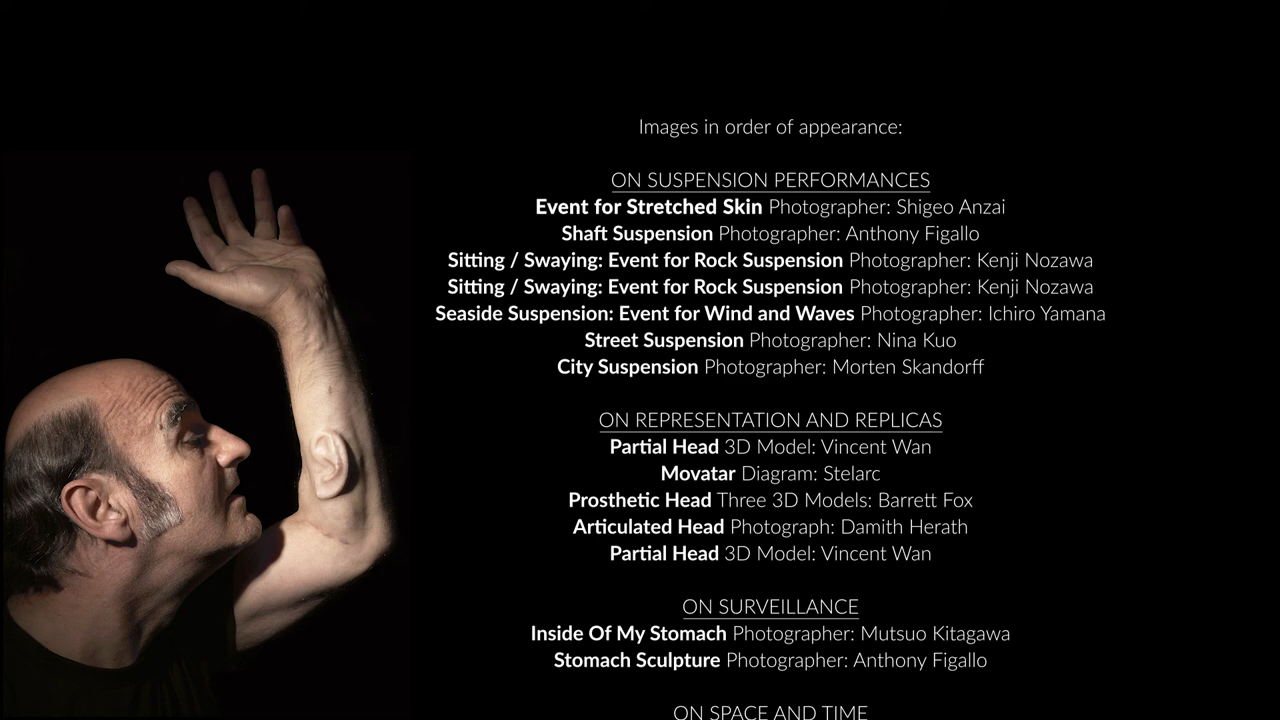 Images in order of appearance:
ON SUSPENSION PERFORMANCES
Event for Stretched Skin Photographer: Shigeo Anzai
Shaft Suspension Photographer: Anthony Figallo
Sitting / Swaying: Event for Rock Suspension Photographer: Kenji Nozawa
Sitting / Swaying: Event for Rock Suspension Photographer: Kenji Nozawa
Seaside Suspension: Event for Wind and Waves Photographer: Ichiro Yamana
Street Suspension Photographer: Nina Kuo
City Suspension Photographer: Morten Skandorff
ON REPRESENTATION AND REPLICAS
Partial Head 3D Model: Vincent Wan
Movatar Diagram: Stelarc
Prosthetic Head Three 3D Models: Barrett Fox
Articulated Head Photograph: Damith Herath
Partial Head 3D Model: Vincent Wan
ON SURVEILLANCE
Inside Of My Stomach Photographer: Mutsuo Kitagawa
Stomach Sculpture Photographer: Anthony Figallo
ON SPACE AND TIME